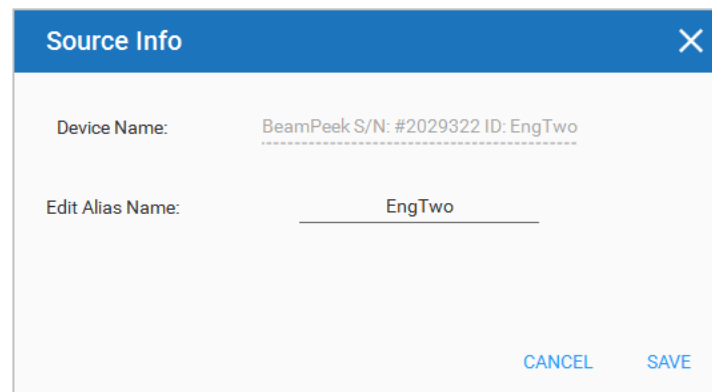 Source Info
Device Name: BeamPeek S/N: #2029322 ID: EngTwo
Edit Alias Name: EngTwo
CANCEL SAVE